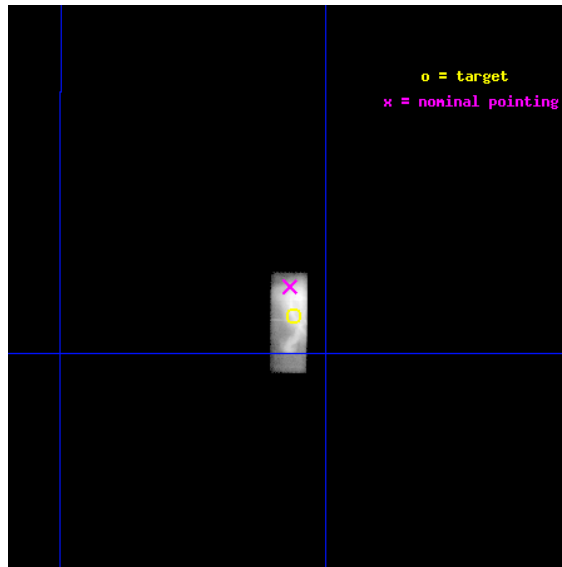 o = target
x = nominal pointing